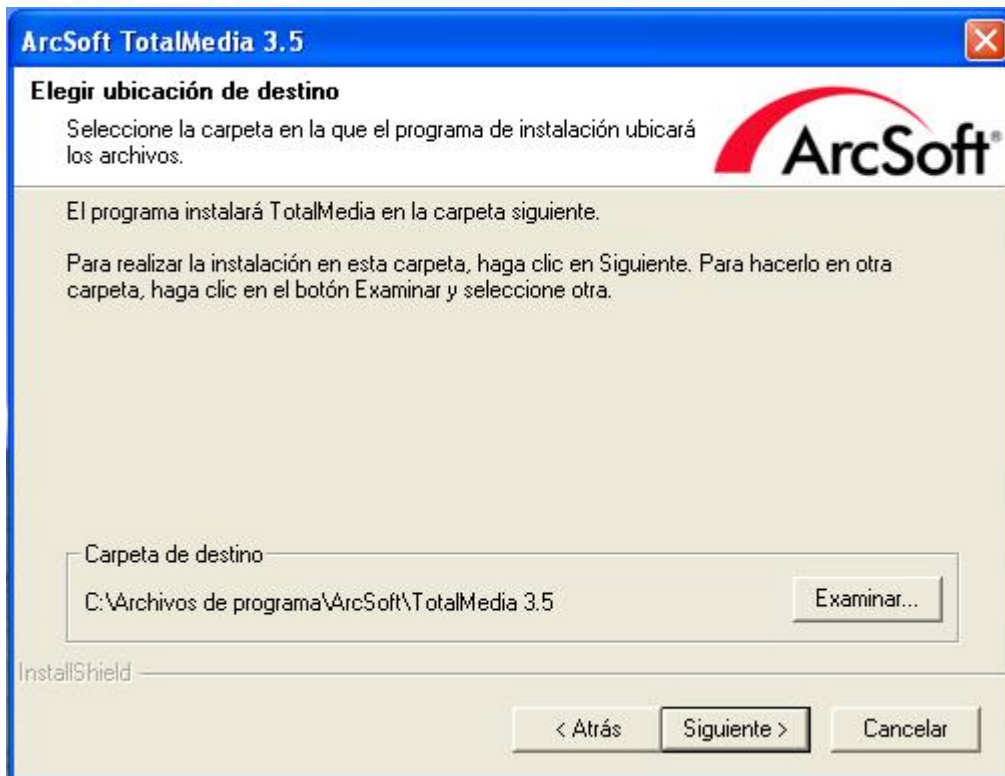 ArcSoft TotalMedia 3.5
Elegir ubicación de destino
Seleccione la carpeta en la que el programa de instalación ubicará
los archivos.
ArcSoft®
El programa instalará TotalMedia en la carpeta siguiente.
Para realizar la instalación en esta carpeta, haga clic en Siguiente. Para hacerlo en otra
carpeta, haga clic en el botón Examinar y seleccione otra.
Carpeta de destino
C:\Archivos de programa\ArcSoft\TotalMedia 3.5
Examinar...
InstallShield
< Atrás
Siguiente >
Cancelar